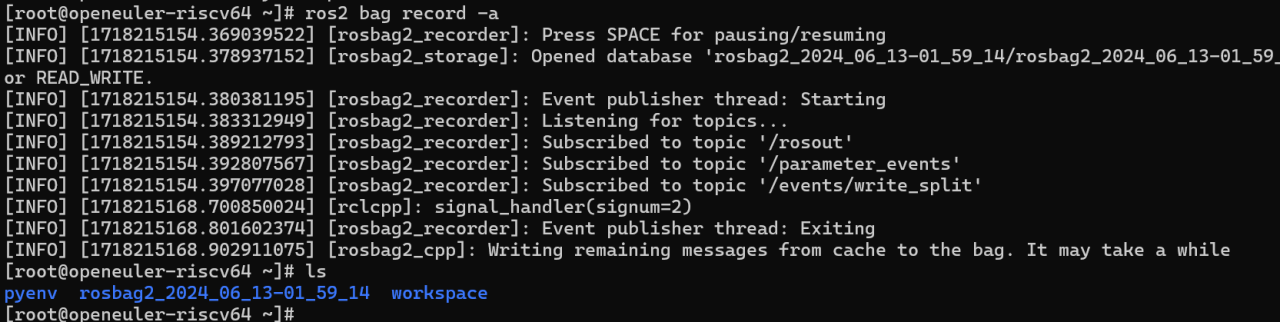 [root@openeuler-riscv64 ~]# ros2 bag record -a
[INFO] [1718215154.369039522] [rosbag2_recorder]: Press SPACE for pausing/resuming
[INFO] [1718215154.378937152] [rosbag2_storage]: Opened database 'rosbag2_2024_06_13-01_59_14/rosbag2_2024_06_13-01_59_
or READ_WRITE.
[INFO] [1718215154.380381195] [rosbag2_recorder]: Event publisher thread: Starting
[INFO] [1718215154.383312949] [rosbag2_recorder]: Listening for topics...
[INFO] [1718215154.389212793] [rosbag2_recorder]: Subscribed to topic '/rosout'
[INFO] [1718215154.392807567] [rosbag2_recorder]: Subscribed to topic '/parameter_events'
[INFO] [1718215154.397077028] [rosbag2_recorder]: Subscribed to topic '/events/write_split'
[INFO] [1718215168.700850024] [rclcpp]: signal_handler(signum=2)
[INFO] [1718215168.801602374] [rosbag2_recorder]: Event publisher thread: Exiting
[INFO] [1718215168.902911075] [rosbag2_cpp]: Writing remaining messages from cache to the bag. It may take a while
[root@openeuler-riscv64 ~]# ls
pyenv  rosbag2_2024_06_13-01_59_14  workspace
[root@openeuler-riscv64 ~]#